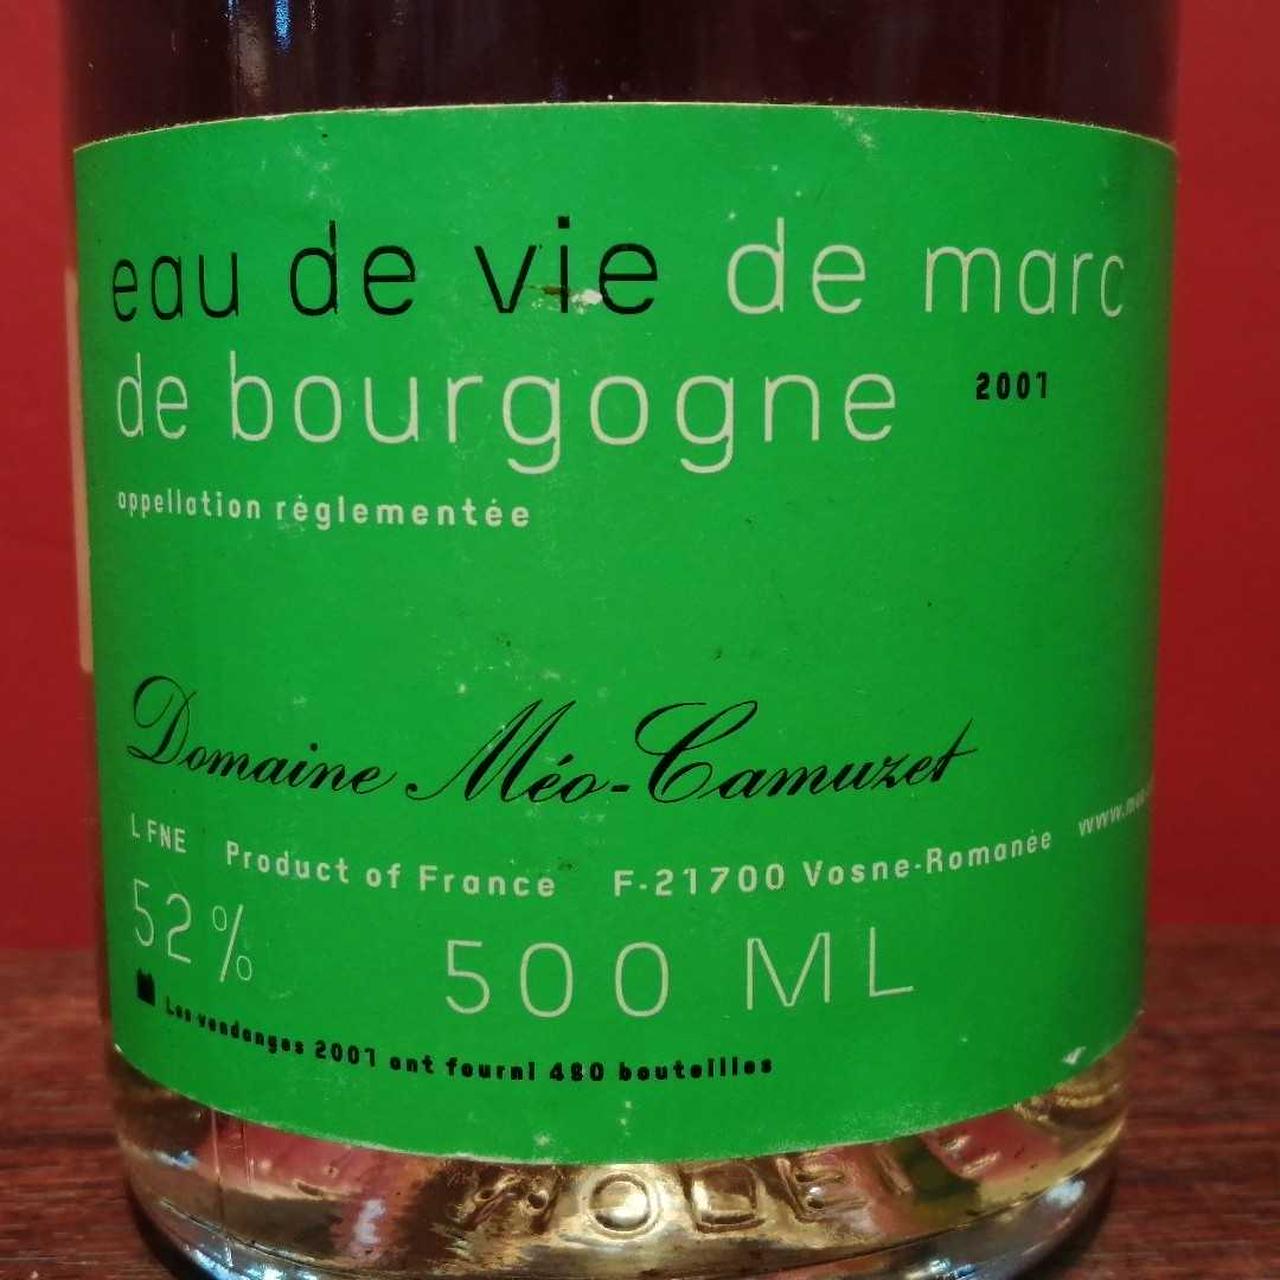 eau de vie de marc
de bourgogne 2001
appellation réglementée
Domaine Méo-Camuzet
L FNE Product of France F-21700 Vosne-Romanée
52% 500 ML
Les vendanges 2001 ont fourni 480 bouteilles